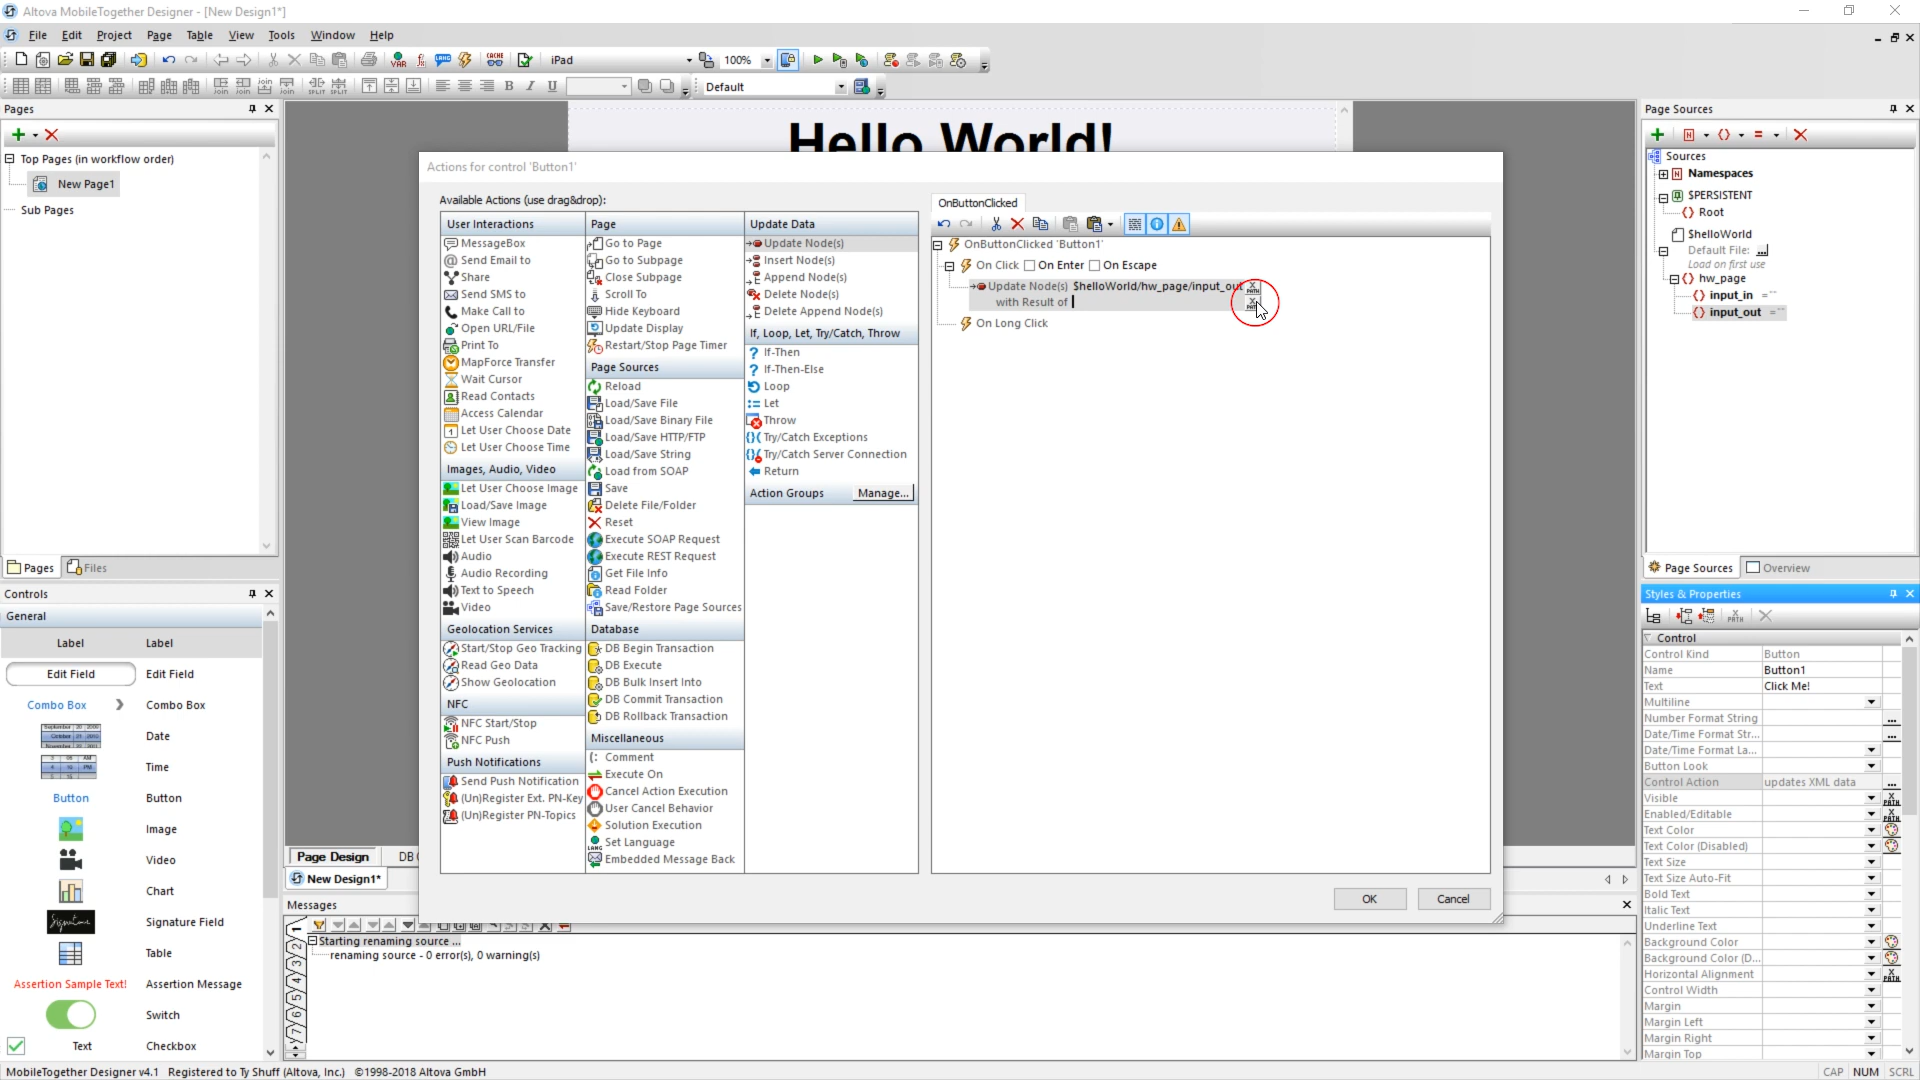 Altova MobileTogether Designer - [New Design1*]
File Edit Project Page Table View Tools Window Help
iPad 100%
Default
Pages
Top Pages (in workflow order)
New Page1
Sub Pages
Pages Files
Controls
General
Label Label
Edit Field Edit Field
Combo Box Combo Box
Date
Time
Button Button
Image
Video
Chart
Signature Field
Table
Assertion Sample Text! Assertion Message
Switch
Text Checkbox
Hello World!
Actions for control 'Button1'
Available Actions (use drag&drop):
User Interactions
MessageBox
Send Email to
Share
Send SMS to
Make Call to
Open URL/File
Print To
MapForce Transfer
Wait Cursor
Read Contacts
Access Calendar
Let User Choose Date
Let User Choose Time
Images, Audio, Video
Let User Choose Image
Load/Save Image
View Image
Let User Scan Barcode
Audio
Audio Recording
Text to Speech
Video
Geolocation Services
Start/Stop Geo Tracking
Read Geo Data
Show Geolocation
NFC
NFC Start/Stop
NFC Push
Push Notifications
Send Push Notification
(Un)Register Ext. PN-Key
(Un)Register PN-Topics
Page
Go to Page
Go to Subpage
Close Subpage
Scroll To
Hide Keyboard
Update Display
Restart/Stop Page Timer
Page Sources
Reload
Load/Save File
Load/Save Binary File
Load/Save HTTP/FTP
Load/Save String
Load from SOAP
Save
Delete File/Folder
Reset
Execute SOAP Request
Execute REST Request
Get File Info
Read Folder
Save/Restore Page Sources
Database
DB Begin Transaction
DB Execute
DB Bulk Insert Into
DB Commit Transaction
DB Rollback Transaction
Miscellaneous
Comment
Execute On
Cancel Action Execution
User Cancel Behavior
Solution Execution
Set Language
Embedded Message Back
Update Data
Update Node(s)
Insert Node(s)
Append Node(s)
Delete Node(s)
Delete Append Node(s)
If, Loop, Let, Try/Catch, Throw
If-Then
If-Then-Else
Loop
Let
Throw
Try/Catch Exceptions
Try/Catch Server Connection
Return
Action Groups Manage...
OnButtonClicked
OnButtonClicked 'Button1'
On Click On Enter On Escape
Update Node(s) $helloWorld/hw_page/input_out
with Result of
On Long Click
OK Cancel
Page Design DB
New Design1*
Messages
Starting renaming source ...
renaming source - 0 error(s), 0 warning(s)
Page Sources
Sources
Namespaces
$PERSISTENT
Root
$helloWorld
Default File: ...
Load on first use
hw_page
input_in =""
input_out =""
Page Sources Overview
Styles & Properties
Control
Control Kind Button
Name Button1
Text Click Me!
Multiline
Number Format String ...
Date/Time Format Str... ...
Date/Time Format La...
Button Look
Control Action updates XML data ...
Visible
Enabled/Editable
Text Color
Text Color (Disabled)
Text Size
Text Size Auto-Fit
Bold Text
Italic Text
Underline Text
Background Color
Background Color (D...
Horizontal Alignment
Control Width
Margin
Margin Left
Margin Right
Margin Top
MobileTogether Designer v4.1 Registered to Ty Shuff (Altova, Inc.) ©1998-2018 Altova GmbH
CAP NUM SCRL